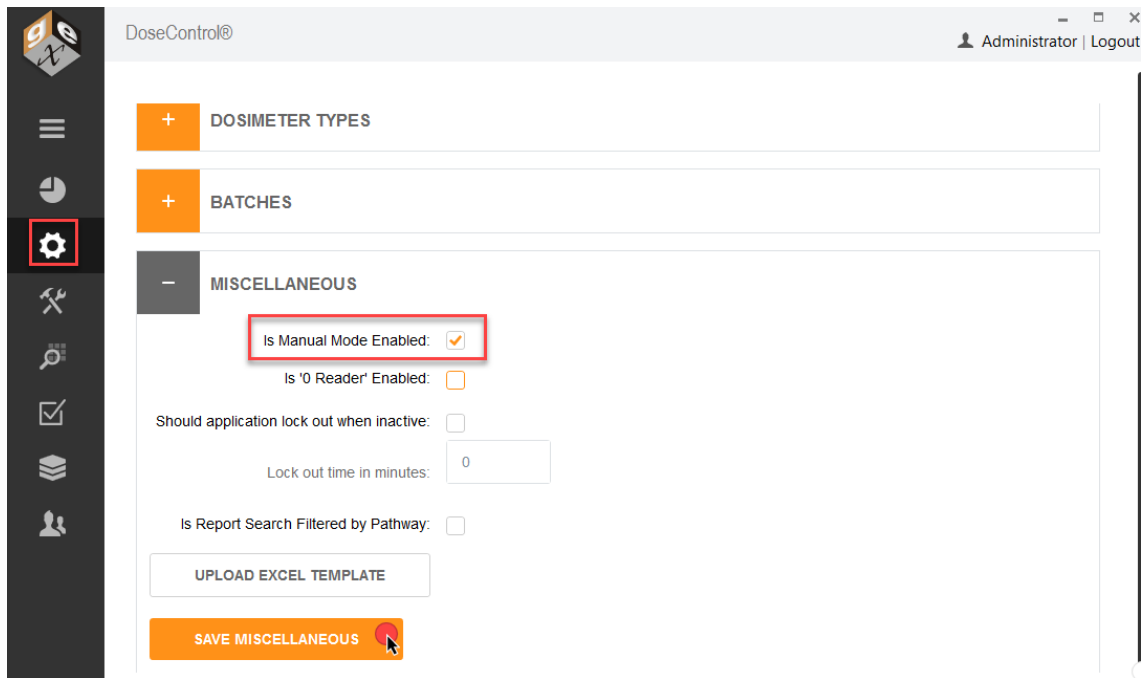 gex
DoseControl®
Administrator | Logout
+ DOSIMETER TYPES
+ BATCHES
− MISCELLANEOUS
Is Manual Mode Enabled:
Is '0 Reader' Enabled:
Should application lock out when inactive:
Lock out time in minutes: 0
Is Report Search Filtered by Pathway:
UPLOAD EXCEL TEMPLATE
SAVE MISCELLANEOUS